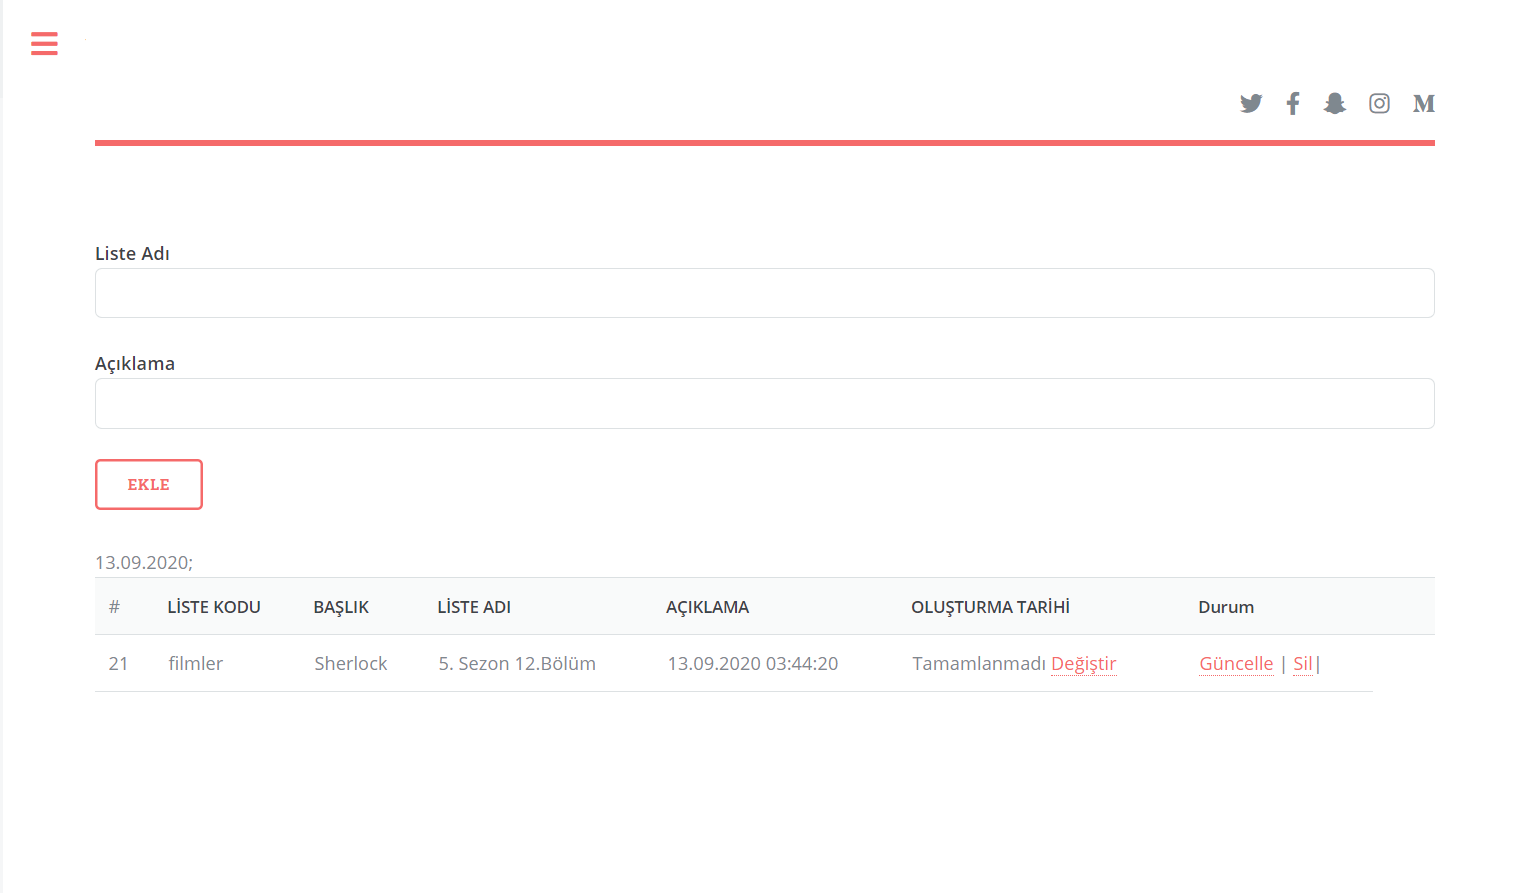 Liste Adı
Açıklama
EKLE
13.09.2020;
# LİSTE KODU BAŞLIK LİSTE ADI AÇIKLAMA OLUŞTURMA TARİHİ Durum
21 filmler Sherlock 5. Sezon 12.Bölüm 13.09.2020 03:44:20 Tamamlanmadı Değiştir Güncelle | Sil|